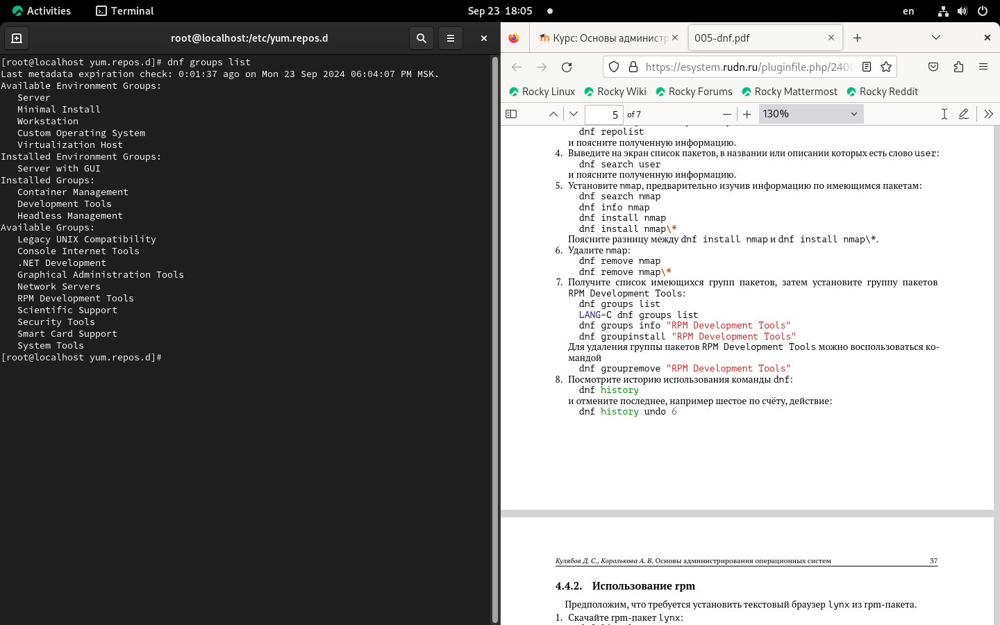 Activities
Terminal
Sep 23 18:05
en
root@localhost:/etc/yum.repos.d
[root@localhost yum.repos.d]# dnf groups list
Last metadata expiration check: 0:01:37 ago on Mon 23 Sep 2024 06:04:07 PM MSK.
Available Environment Groups:
Server
Minimal Install
Workstation
Custom Operating System
Virtualization Host
Installed Environment Groups:
Server with GUI
Installed Groups:
Container Management
Development Tools
Headless Management
Available Groups:
Legacy UNIX Compatibility
Console Internet Tools
.NET Development
Graphical Administration Tools
Network Servers
RPM Development Tools
Scientific Support
Security Tools
Smart Card Support
System Tools
[root@localhost yum.repos.d]#
Курс: Основы администр
005-dnf.pdf
https://esystem.rudn.ru/pluginfile.php/2400
Rocky Linux
Rocky Wiki
Rocky Forums
Rocky Mattermost
Rocky Reddit
5 of 7
130%
dnf repolist
и поясните полученную информацию.
4. Выведите на экран список пакетов, в названии или описании которых есть слово user:
dnf search user
и поясните полученную информацию.
5. Установите nmap, предварительно изучив информацию по имеющимся пакетам:
dnf search nmap
dnf info nmap
dnf install nmap
dnf install nmap\*
Поясните разницу между dnf install nmap и dnf install nmap\*.
6. Удалите nmap:
dnf remove nmap
dnf remove nmap\*
7. Получите список имеющихся групп пакетов, затем установите группу пакетов
RPM Development Tools:
dnf groups list
LANG=C dnf groups list
dnf groups info "RPM Development Tools"
dnf groupinstall "RPM Development Tools"
Для удаления группы пакетов RPM Development Tools можно воспользоваться ко-
мандой
dnf groupremove "RPM Development Tools"
8. Посмотрите историю использования команды dnf:
dnf history
и отмените последнее, например шестое по счёту, действие:
dnf history undo 6
Кулябов Д. С., Королькова А. В. Основы администрирования операционных систем 37
4.4.2. Использование rpm
Предположим, что требуется установить текстовый браузер lynx из rpm-пакета.
1. Скачайте rpm-пакет lynx: